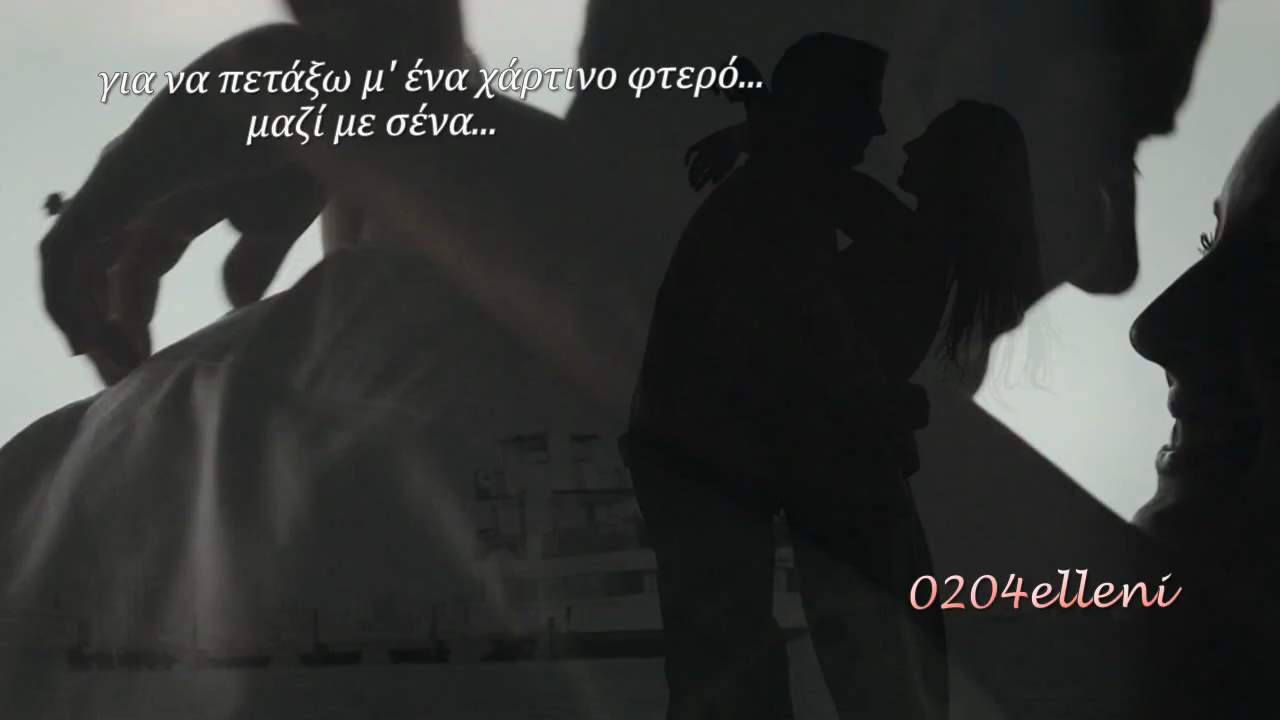 για να πετάξω μ' ένα χάρτινο φτερό...
μαζί με σένα...
0204elleni